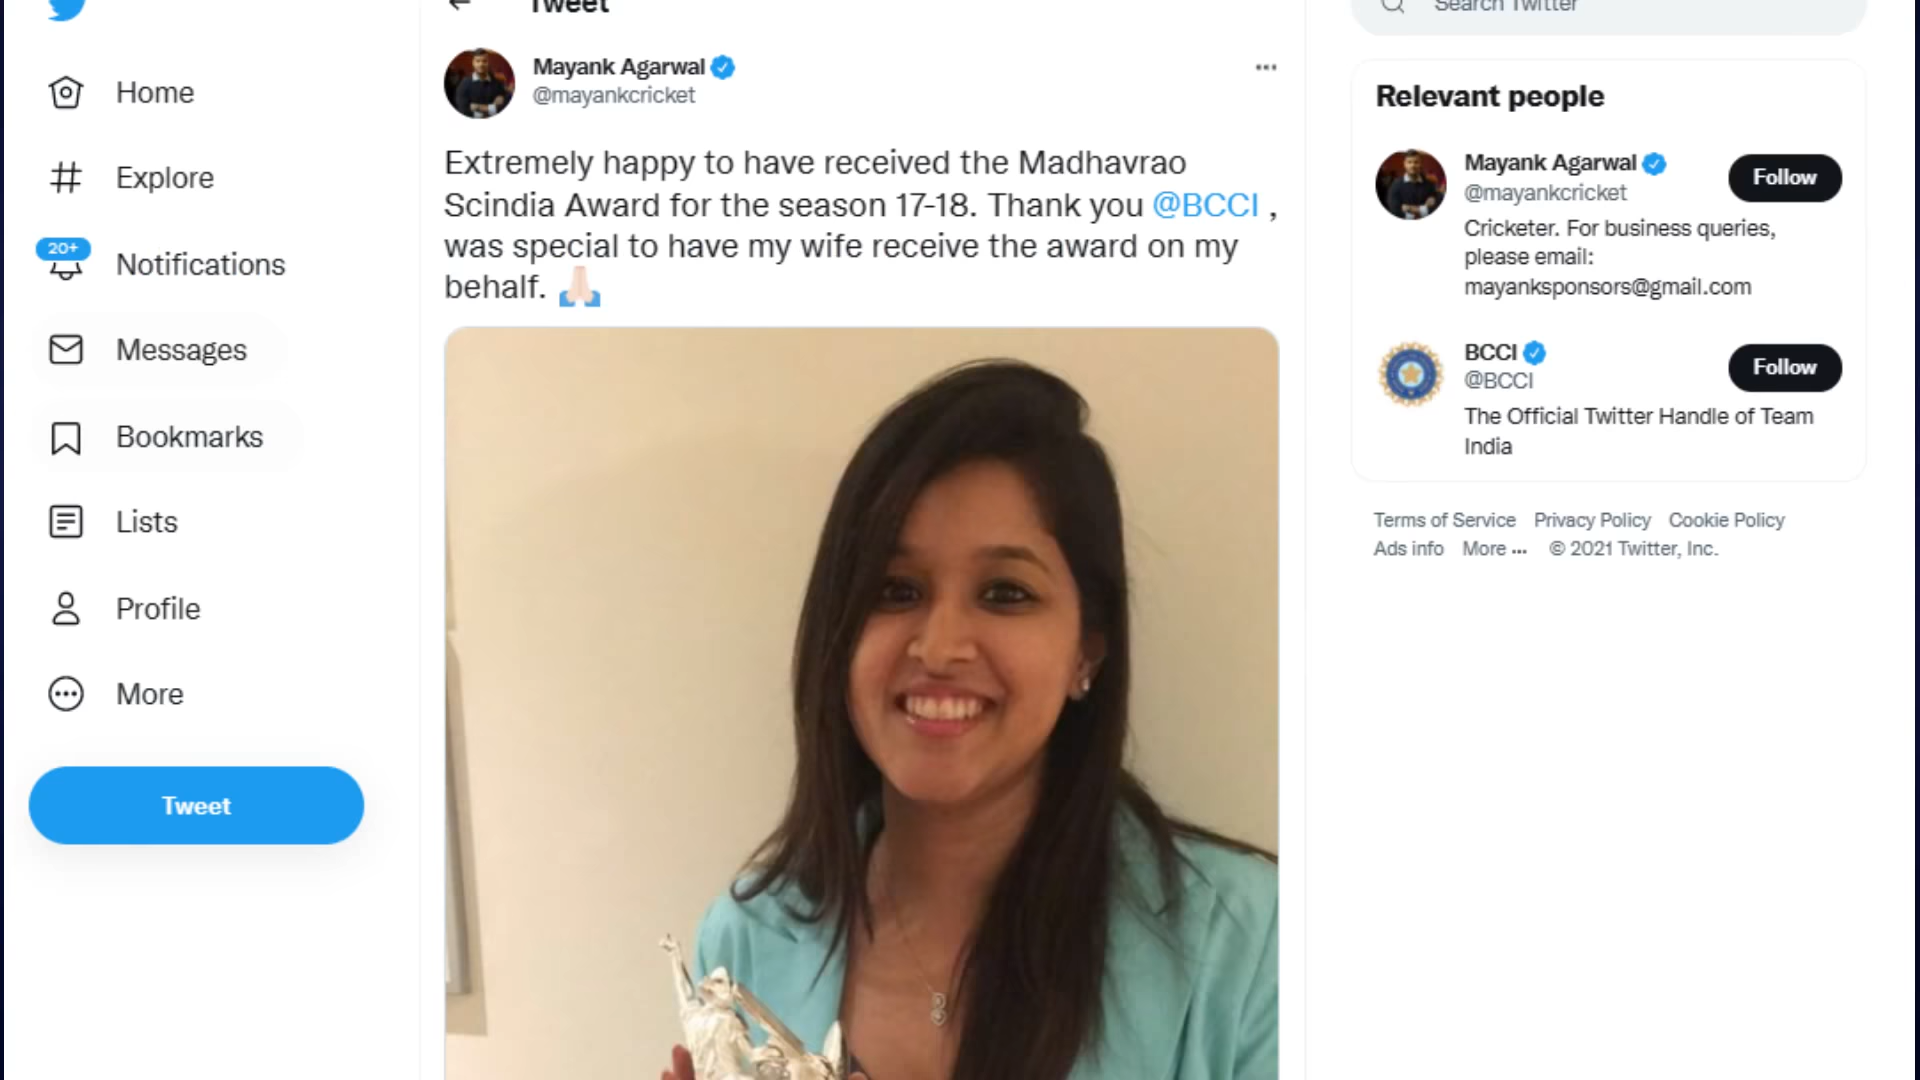 Tweet
Search Twitter
Home
Explore
20+
Notifications
Messages
Bookmarks
Lists
Profile
More
Tweet
Mayank Agarwal
@mayankcricket
Extremely happy to have received the Madhavrao
Scindia Award for the season 17-18. Thank you @BCCI ,
was special to have my wife receive the award on my
behalf. 🙏🏻
Relevant people
Mayank Agarwal
@mayankcricket
Follow
Cricketer. For business queries,
please email:
mayanksponsors@gmail.com
BCCI
@BCCI
Follow
The Official Twitter Handle of Team
India
Terms of Service Privacy Policy Cookie Policy
Ads info More ··· © 2021 Twitter, Inc.